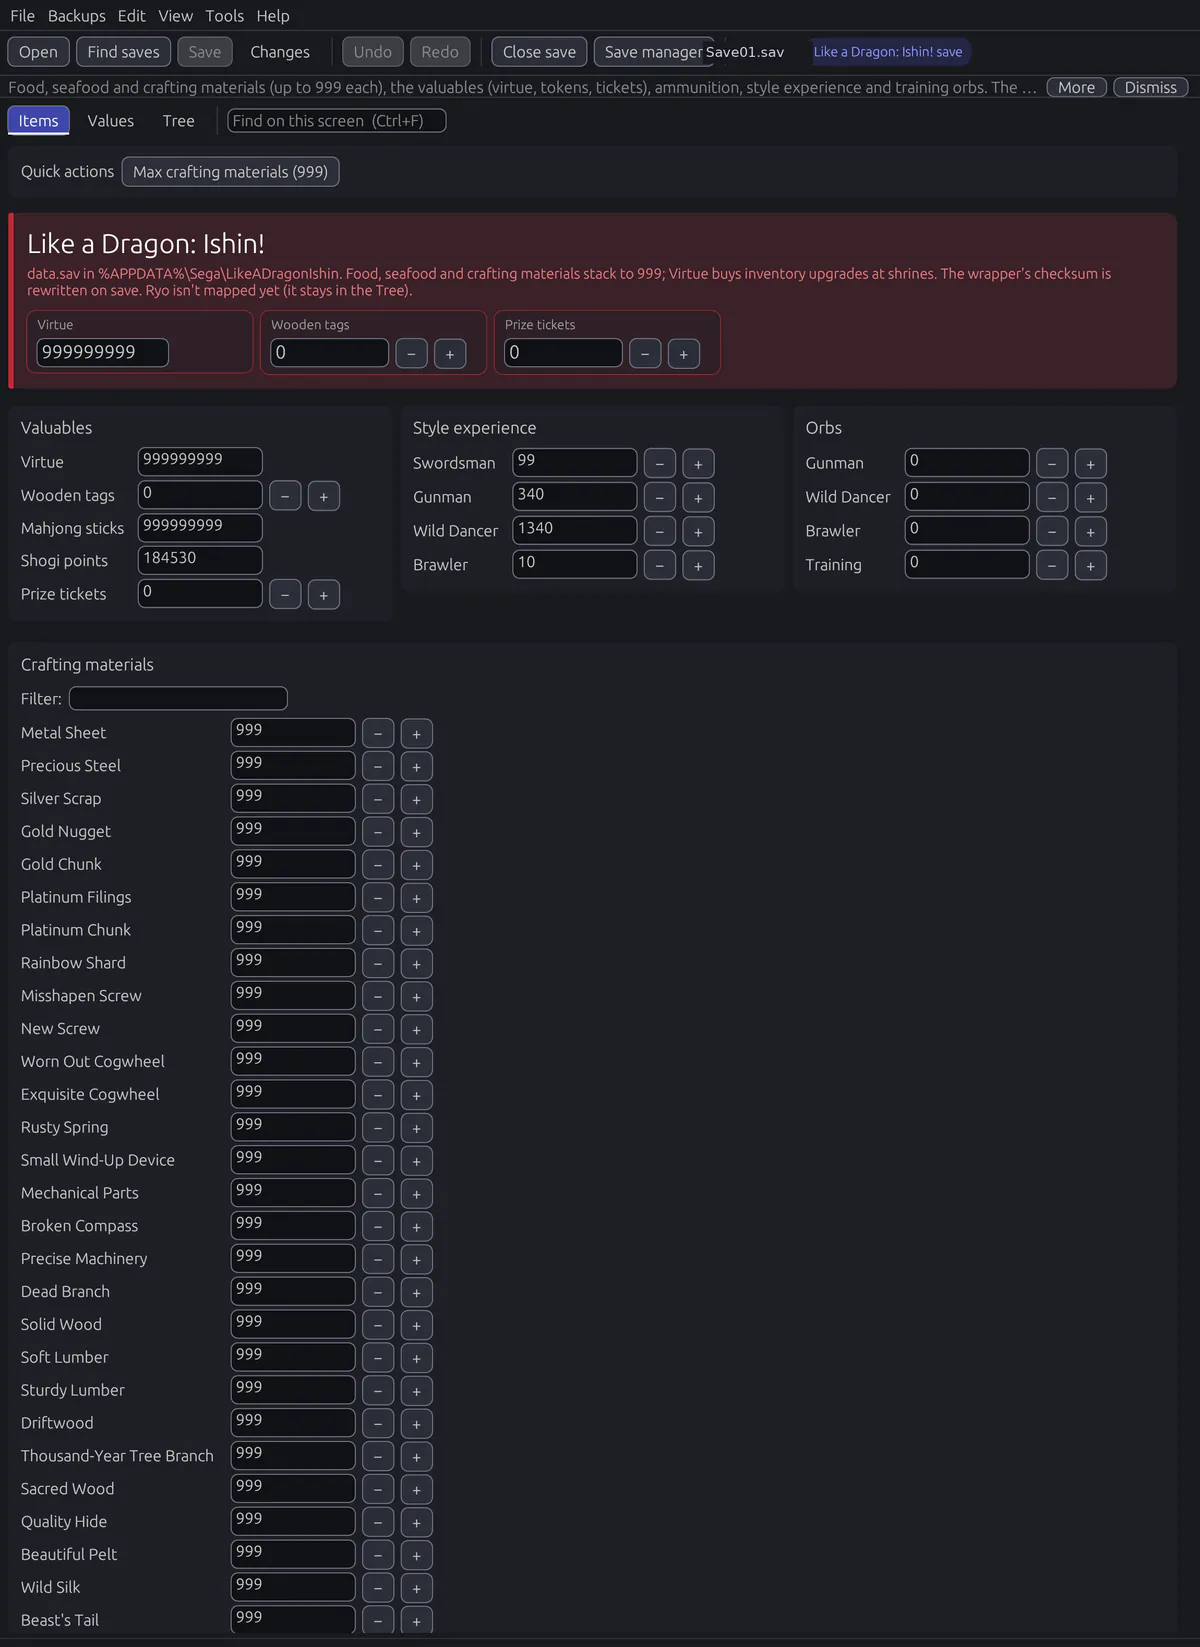 File Backups Edit View Tools Help
Open Find saves Save Changes Undo Redo Close save Save manager Save01.sav Like a Dragon: Ishin! save
Food, seafood and crafting materials (up to 999 each), the valuables (virtue, tokens, tickets), ammunition, style experience and training orbs. The ... More Dismiss
Items Values Tree Find on this screen (Ctrl+F)
Quick actions Max crafting materials (999)
Like a Dragon: Ishin!
data.sav in %APPDATA%\Sega\LikeADragonIshin. Food, seafood and crafting materials stack to 999; Virtue buys inventory upgrades at shrines. The wrapper's checksum is
rewritten on save. Ryo isn't mapped yet (it stays in the Tree).
Virtue Wooden tags Prize tickets
999999999 0 − + 0 − +
Valuables
Virtue 999999999
Wooden tags 0 − +
Mahjong sticks 999999999
Shogi points 184530
Prize tickets 0 − +
Style experience
Swordsman 99 − +
Gunman 340 − +
Wild Dancer 1340 − +
Brawler 10 − +
Orbs
Gunman 0 − +
Wild Dancer 0 − +
Brawler 0 − +
Training 0 − +
Crafting materials
Filter:
Metal Sheet 999 − +
Precious Steel 999 − +
Silver Scrap 999 − +
Gold Nugget 999 − +
Gold Chunk 999 − +
Platinum Filings 999 − +
Platinum Chunk 999 − +
Rainbow Shard 999 − +
Misshapen Screw 999 − +
New Screw 999 − +
Worn Out Cogwheel 999 − +
Exquisite Cogwheel 999 − +
Rusty Spring 999 − +
Small Wind-Up Device 999 − +
Mechanical Parts 999 − +
Broken Compass 999 − +
Precise Machinery 999 − +
Dead Branch 999 − +
Solid Wood 999 − +
Soft Lumber 999 − +
Sturdy Lumber 999 − +
Driftwood 999 − +
Thousand-Year Tree Branch 999 − +
Sacred Wood 999 − +
Quality Hide 999 − +
Beautiful Pelt 999 − +
Wild Silk 999 − +
Beast's Tail 999 − +